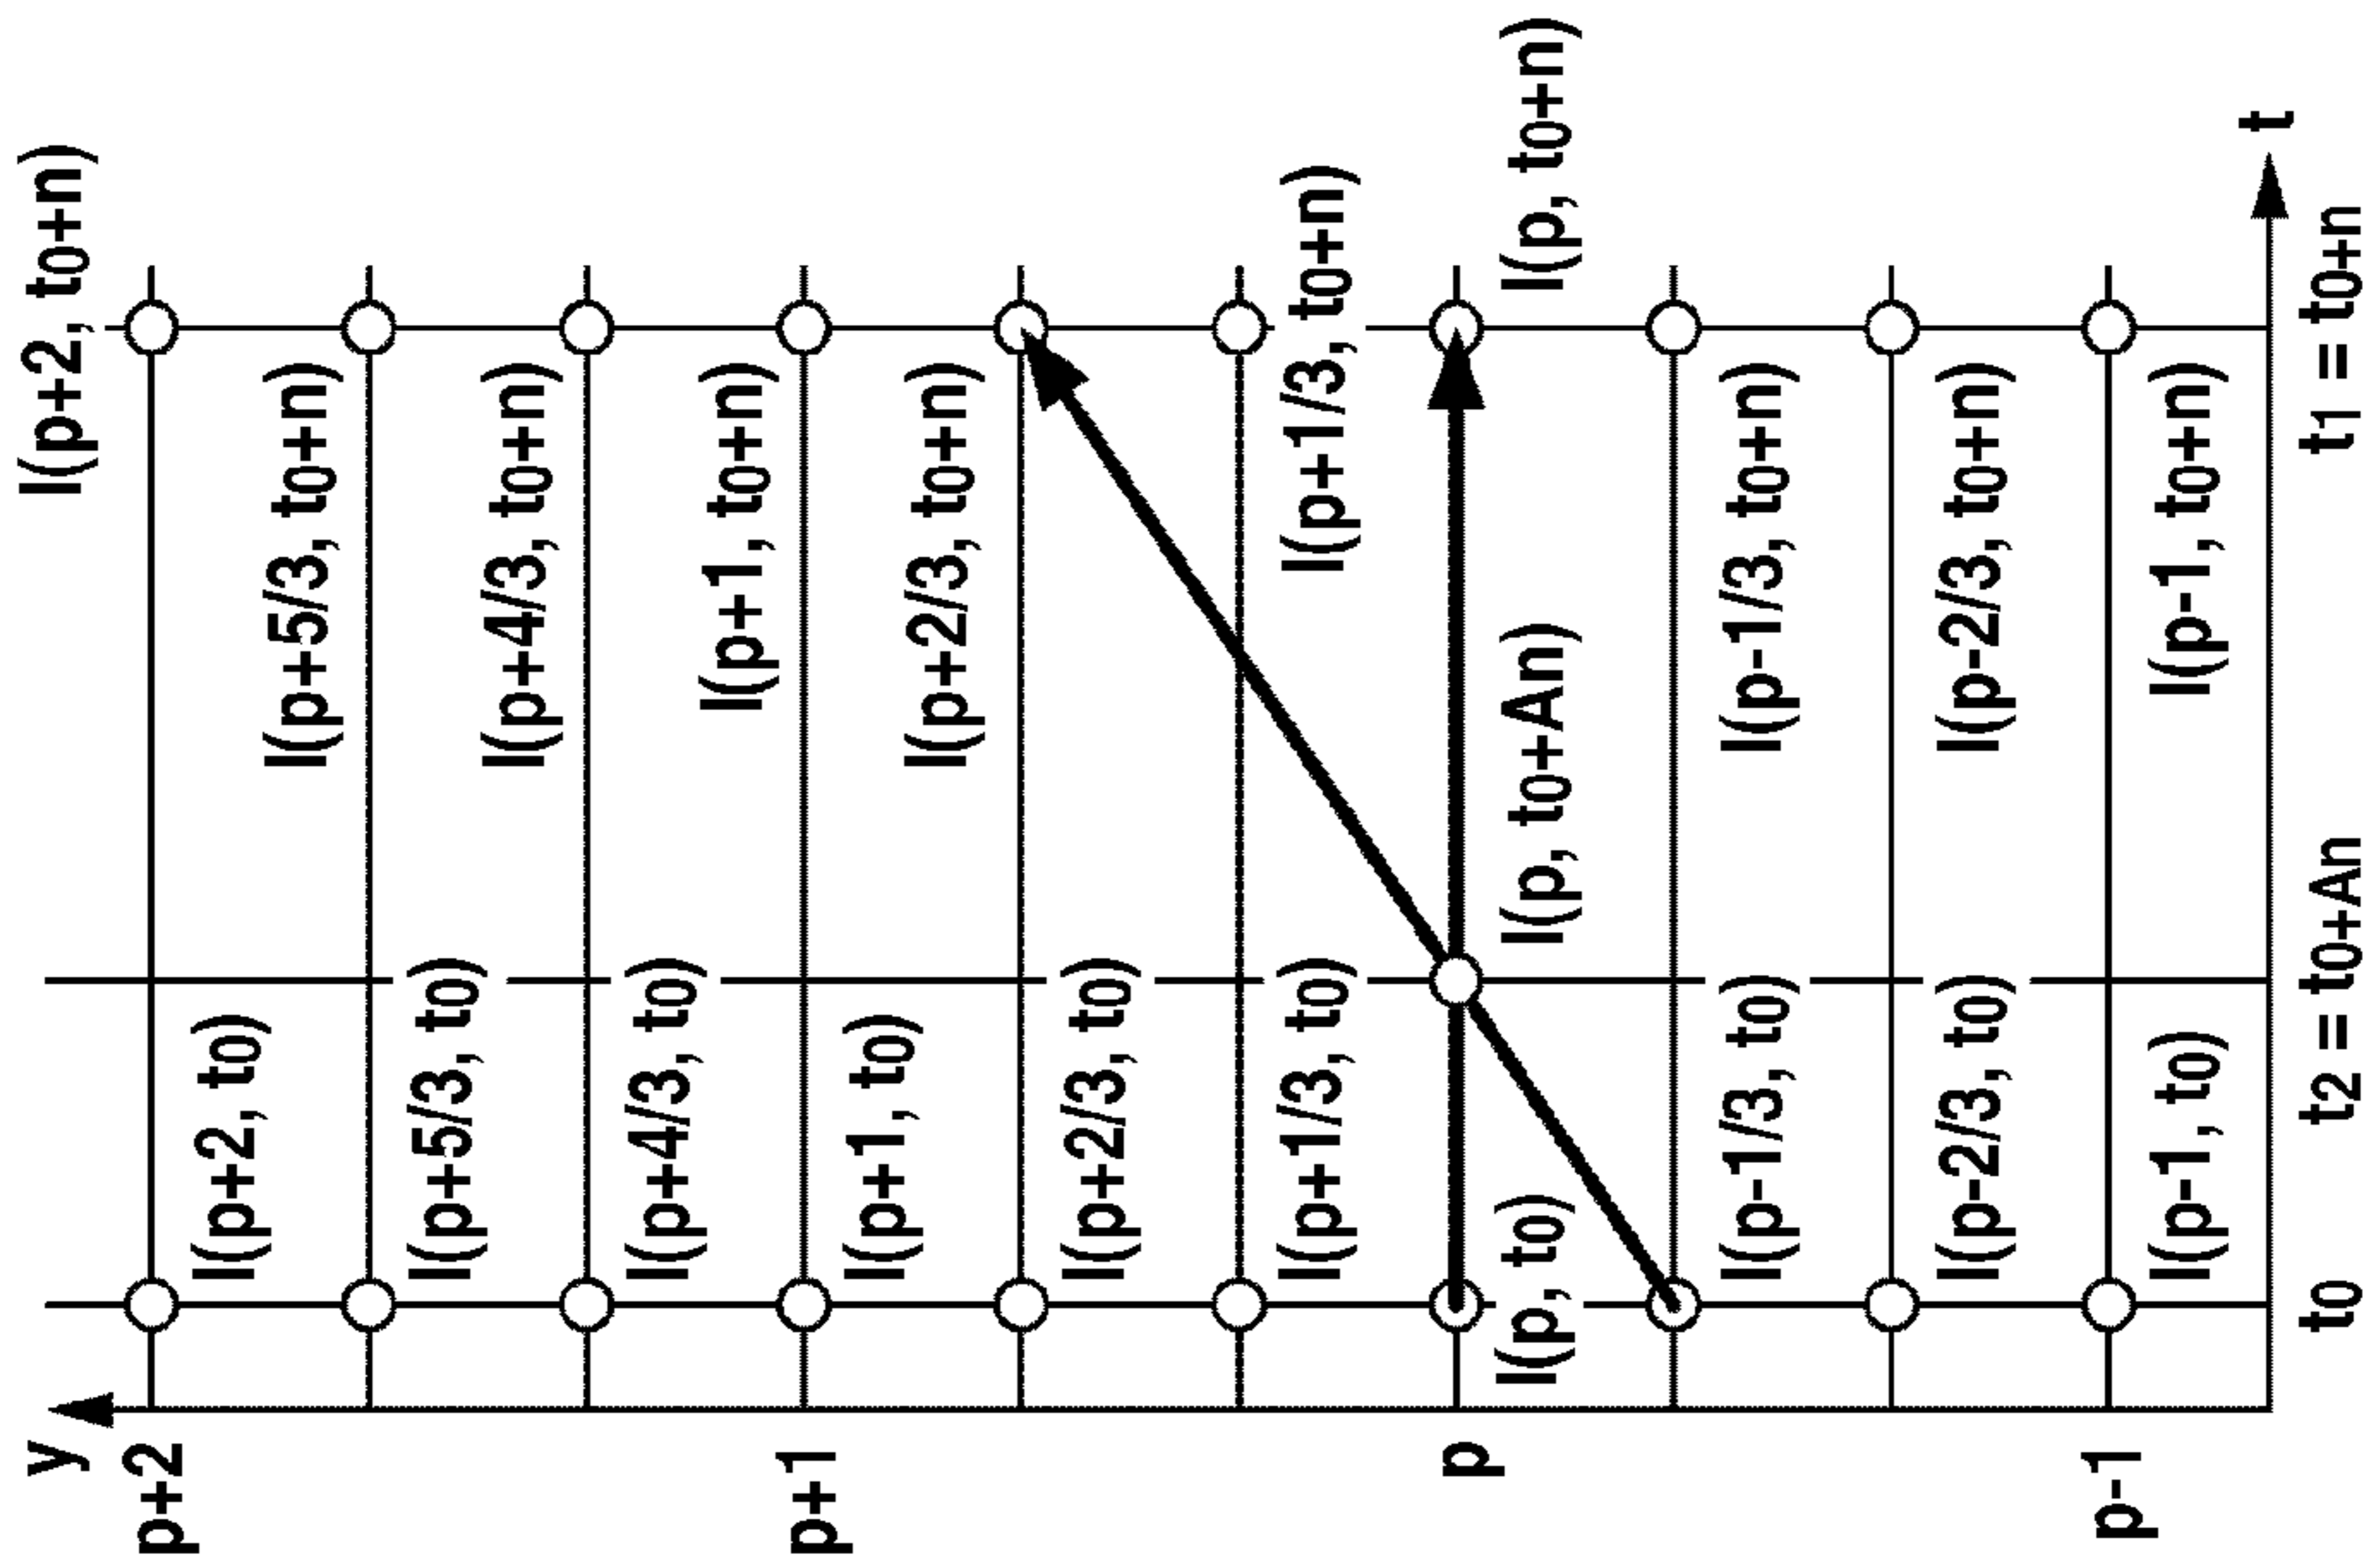 y
p+2
p+1
p
p-1
I(p+2, t0)
I(p+5/3, t0)
I(p+4/3, t0)
I(p+1, t0)
I(p+2/3, t0)
I(p+1/3, t0)
I(p, t0)
I(p-1/3, t0)
I(p-2/3, t0)
I(p-1, t0)
I(p, t0+An)
I(p+2, t0+n)
I(p+5/3, t0+n)
I(p+4/3, t0+n)
I(p+1, t0+n)
I(p+2/3, t0+n)
I(p+1/3, t0+n)
I(p, t0+n)
I(p-1/3, t0+n)
I(p-2/3, t0+n)
I(p-1, t0+n)
t0
t2 = t0+An
t1 = t0+n
t